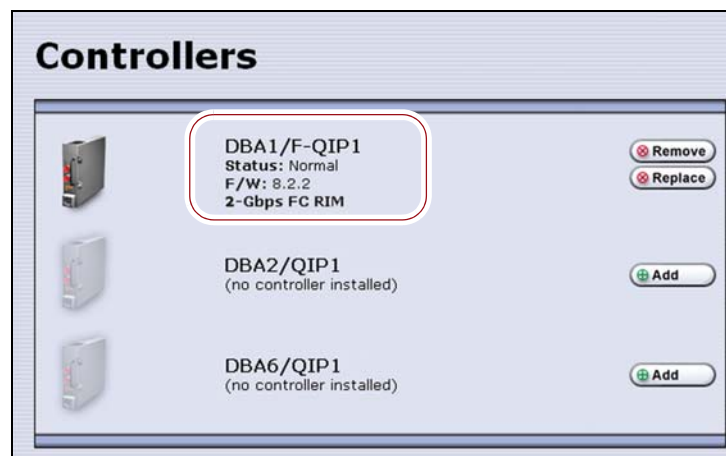 Controllers
DBA1/F-QIP1
Status: Normal
F/W: 8.2.2
2-Gbps FC RIM
Remove
Replace
DBA2/QIP1
(no controller installed)
Add
DBA6/QIP1
(no controller installed)
Add